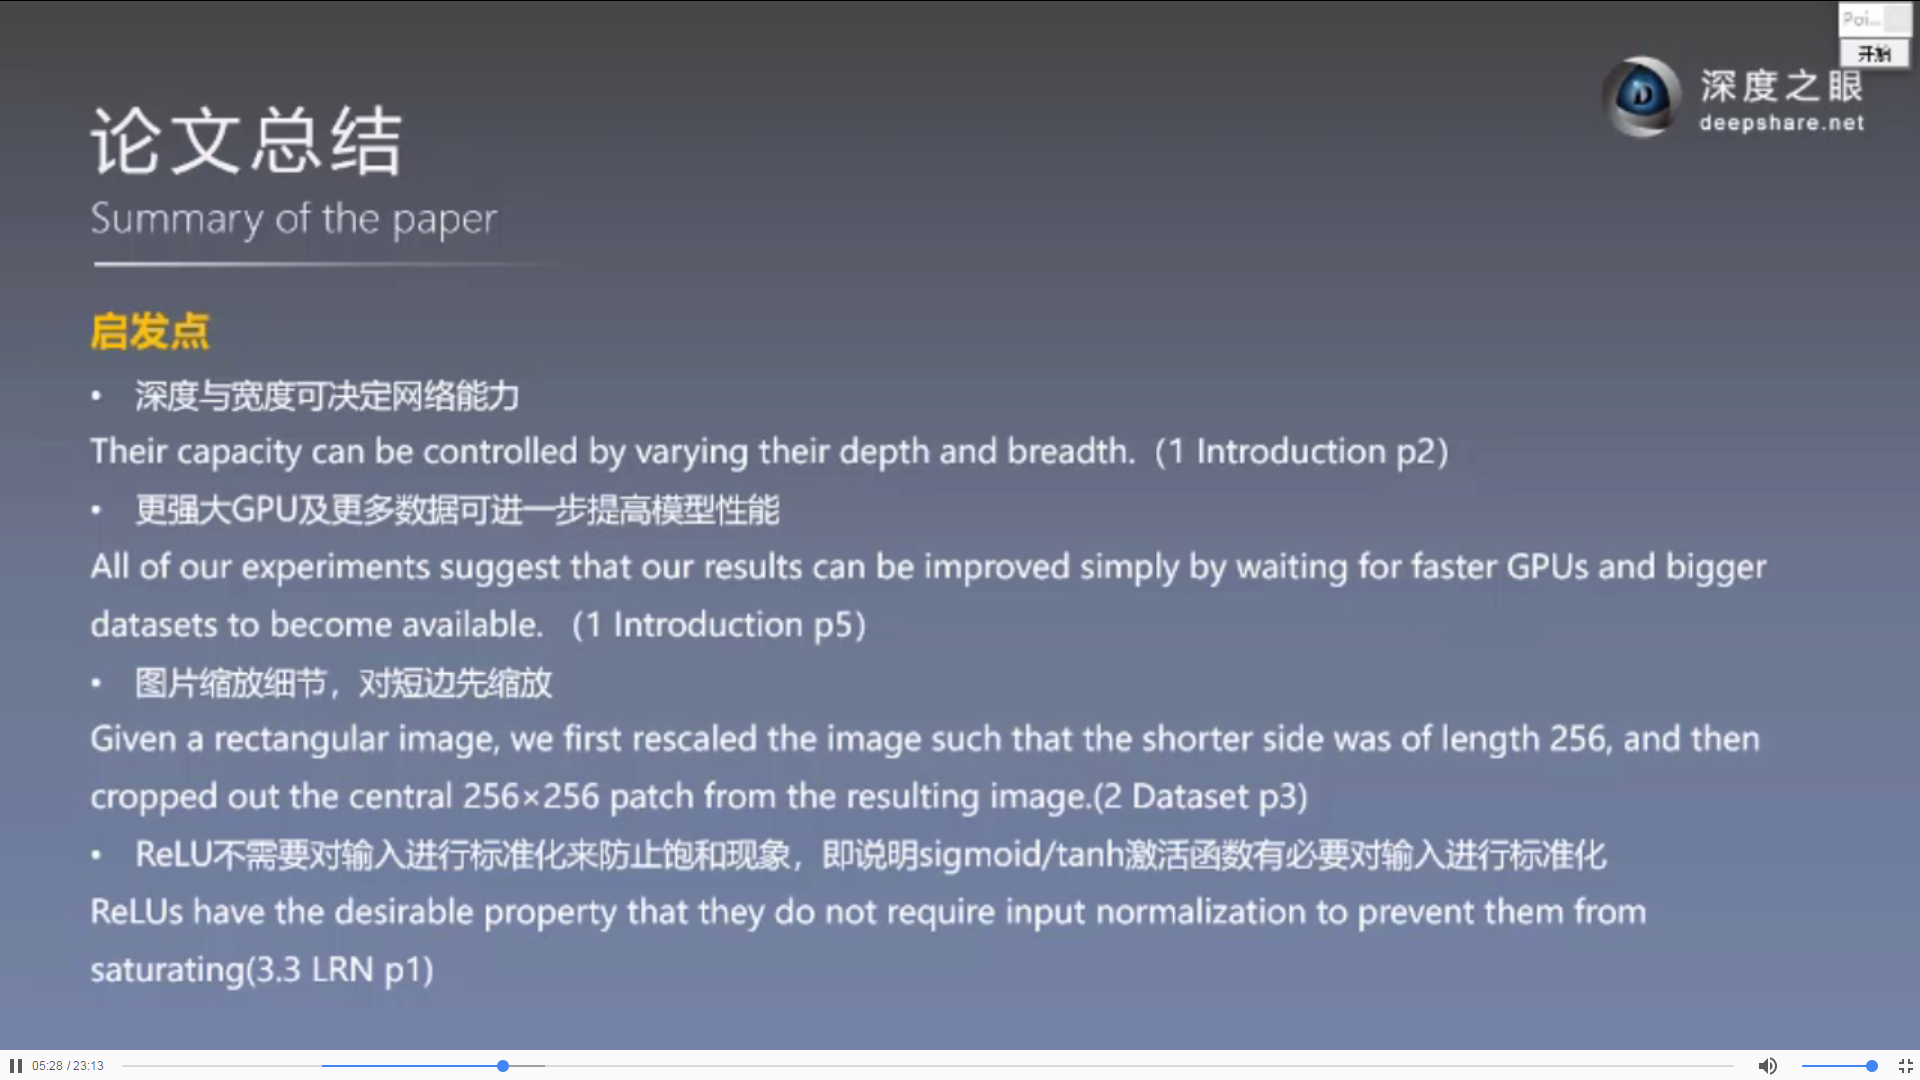 Poi...
开始
深度之眼
deepshare.net
论文总结
Summary of the paper
启发点
• 深度与宽度可决定网络能力
Their capacity can be controlled by varying their depth and breadth. (1 Introduction p2)
• 更强大GPU及更多数据可进一步提高模型性能
All of our experiments suggest that our results can be improved simply by waiting for faster GPUs and bigger
datasets to become available. (1 Introduction p5)
• 图片缩放细节，对短边先缩放
Given a rectangular image, we first rescaled the image such that the shorter side was of length 256, and then
cropped out the central 256×256 patch from the resulting image.(2 Dataset p3)
• ReLU不需要对输入进行标准化来防止饱和现象，即说明sigmoid/tanh激活函数有必要对输入进行标准化
ReLUs have the desirable property that they do not require input normalization to prevent them from
saturating(3.3 LRN p1)
05:28 / 23:13